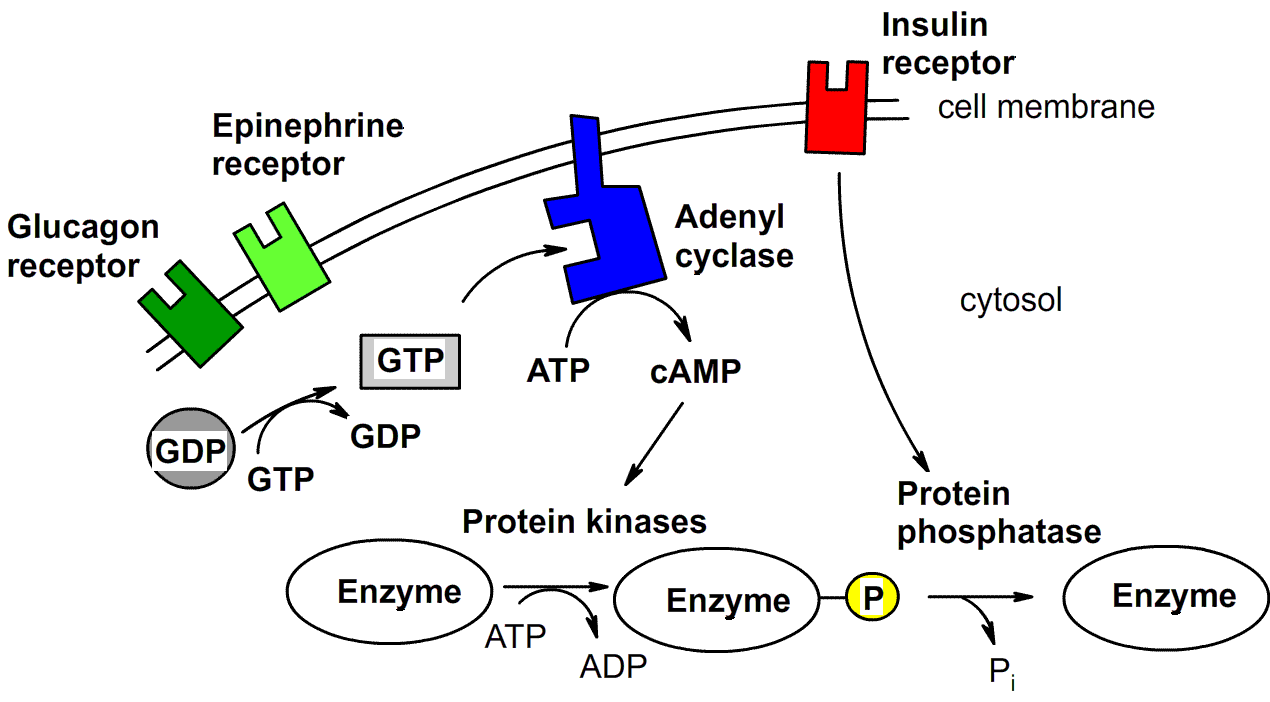 Insulin
receptor
cell membrane
Epinephrine
receptor
Glucagon
receptor
Adenyl
cyclase
cytosol
GTP
ATP
cAMP
GDP
GDP
GTP
Protein kinases
Protein
phosphatase
Enzyme
Enzyme
P
Enzyme
ATP
ADP
Pi